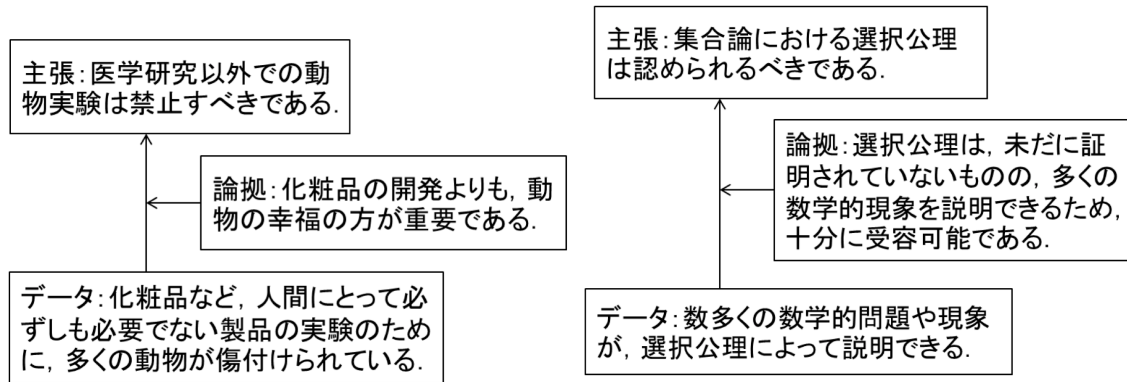 主張：医学研究以外での動
物実験は禁止すべきである．
論拠：化粧品の開発よりも，動
物の幸福の方が重要である．
データ：化粧品など，人間にとって必
ずしも必要でない製品の実験のため
に，多くの動物が傷付けられている．
主張：集合論における選択公理
は認められるべきである．
論拠：選択公理は，未だに証
明されていないものの，多くの
数学的現象を説明できるため，
十分に受容可能である．
データ：数多くの数学的問題や現象
が，選択公理によって説明できる．